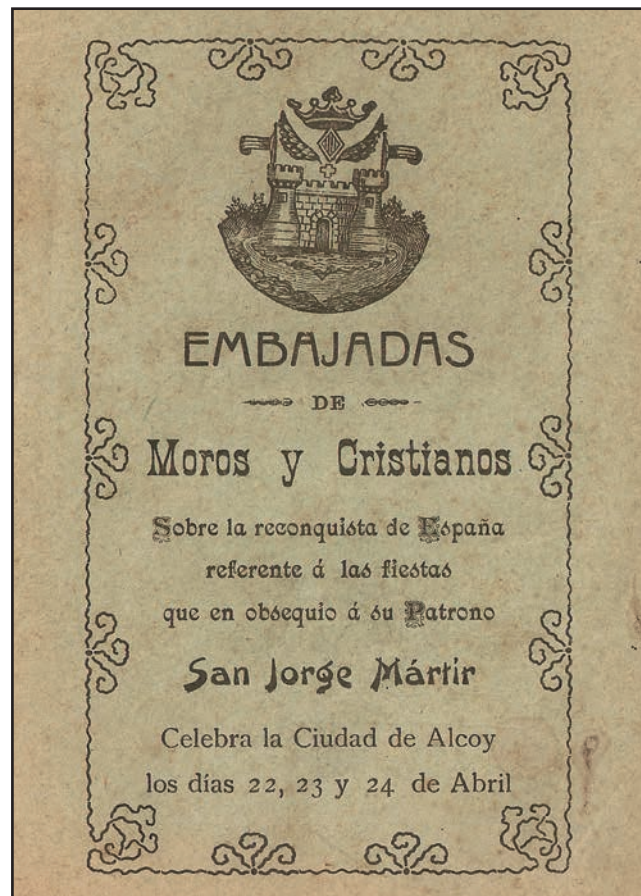 EMBAJADAS
DE
Moros y Cristianos
Sobre la reconquista de España
referente á las fiestas
que en obsequio á su Patrono
San Jorge Mártir
Celebra la Ciudad de Alcoy
los días 22, 23 y 24 de Abril